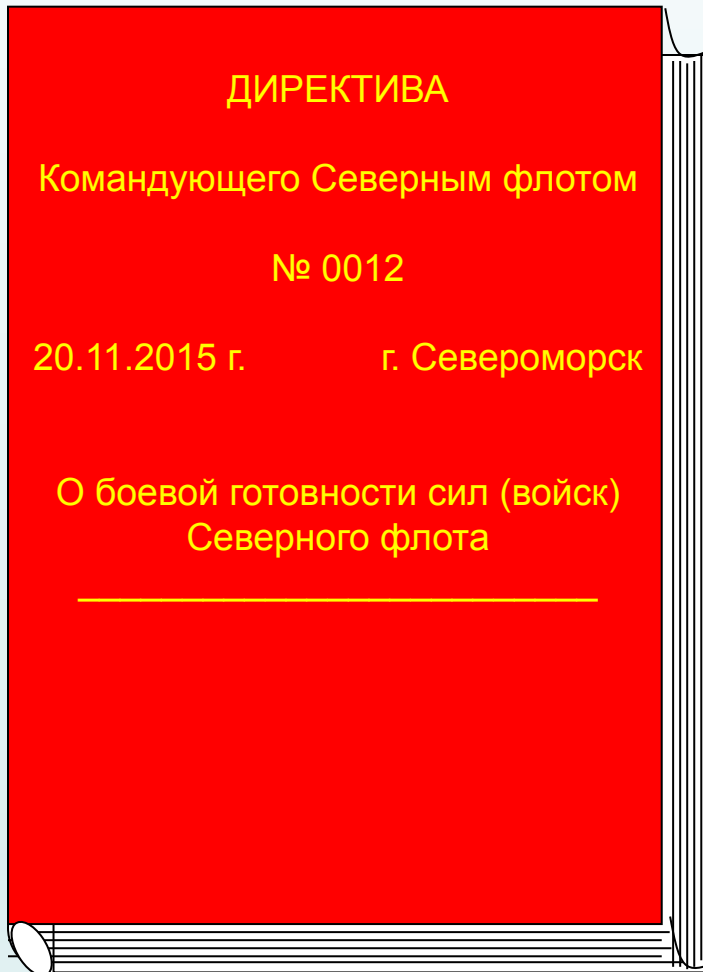 ДИРЕКТИВА
Командующего Северным флотом
№ 0012
20.11.2015 г. г. Североморск
О боевой готовности сил (войск)
Северного флота